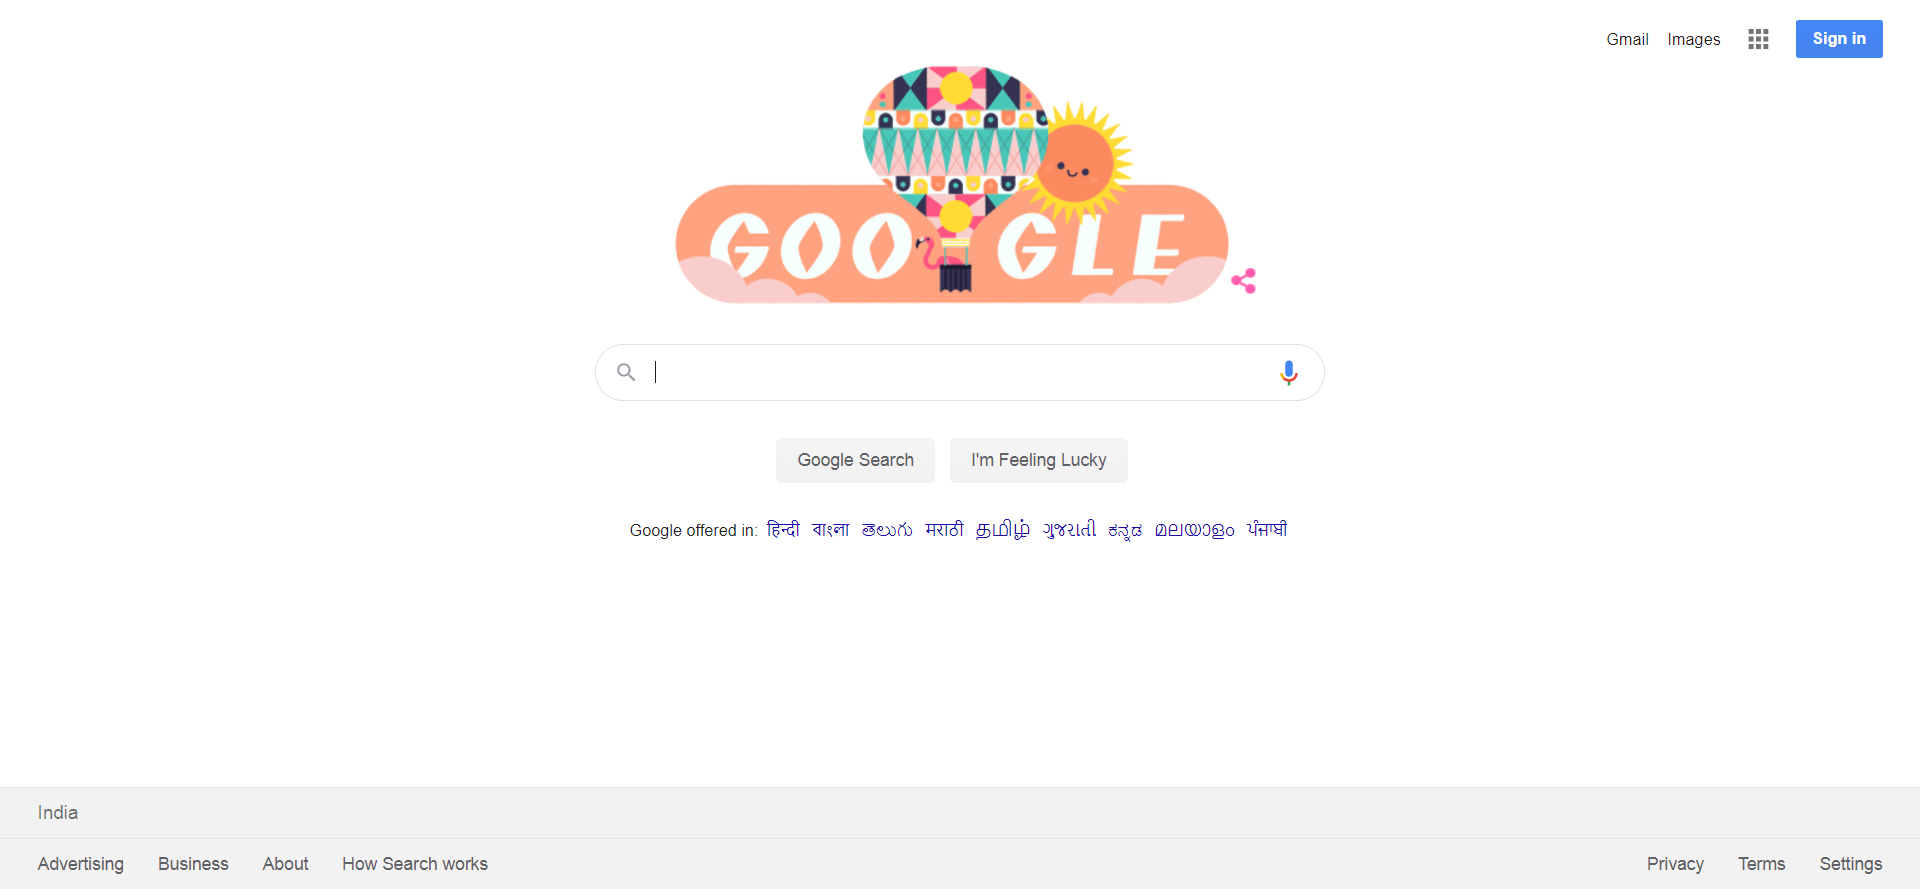 Gmail Images Sign in
GOOGLE
Google Search I'm Feeling Lucky
Google offered in: हिन्दी বাংলা తెలుగు मराठी தமிழ் ગુજરાતી ಕನ್ನಡ മലയാളം ਪੰਜਾਬੀ
India
Advertising Business About How Search works Privacy Terms Settings